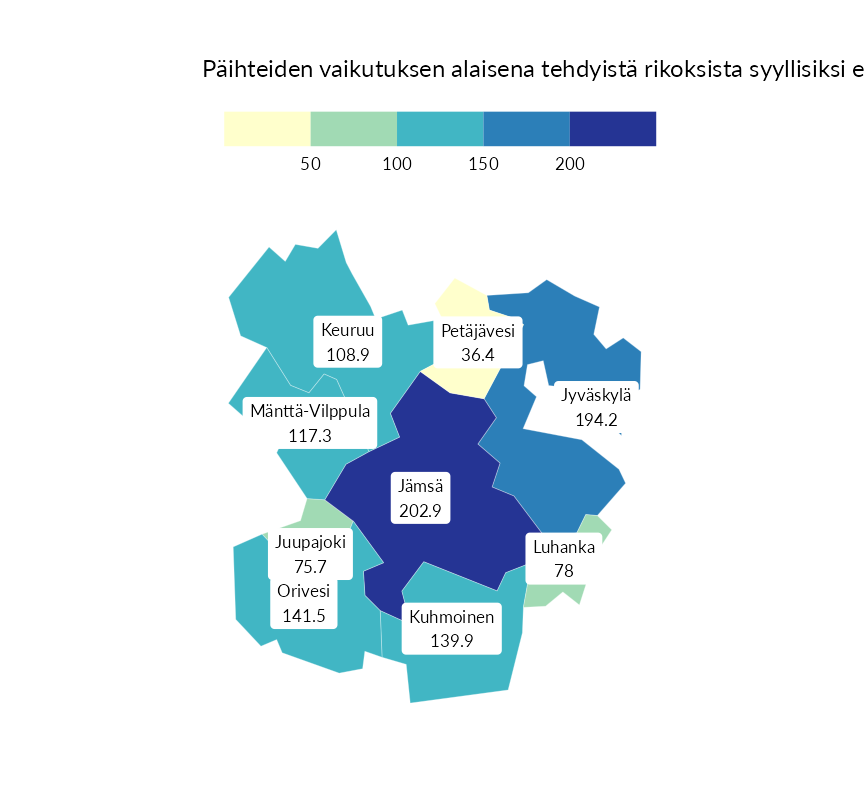 Päihteiden vaikutuksen alaisena tehdyistä rikoksista syyllisiksi e
50 100 150 200
Keuruu
108.9
Petäjävesi
36.4
Jyväskylä
194.2
Mänttä-Vilppula
117.3
Jämsä
202.9
Juupajoki
75.7
Luhanka
78
Orivesi
141.5
Kuhmoinen
139.9